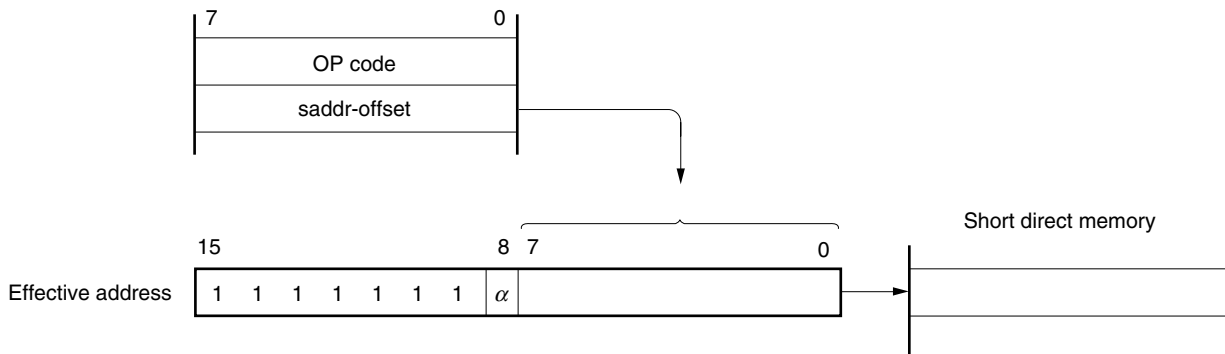 7 0
OP code
saddr-offset
Short direct memory
15 8 7 0
Effective address 1 1 1 1 1 1 1 α